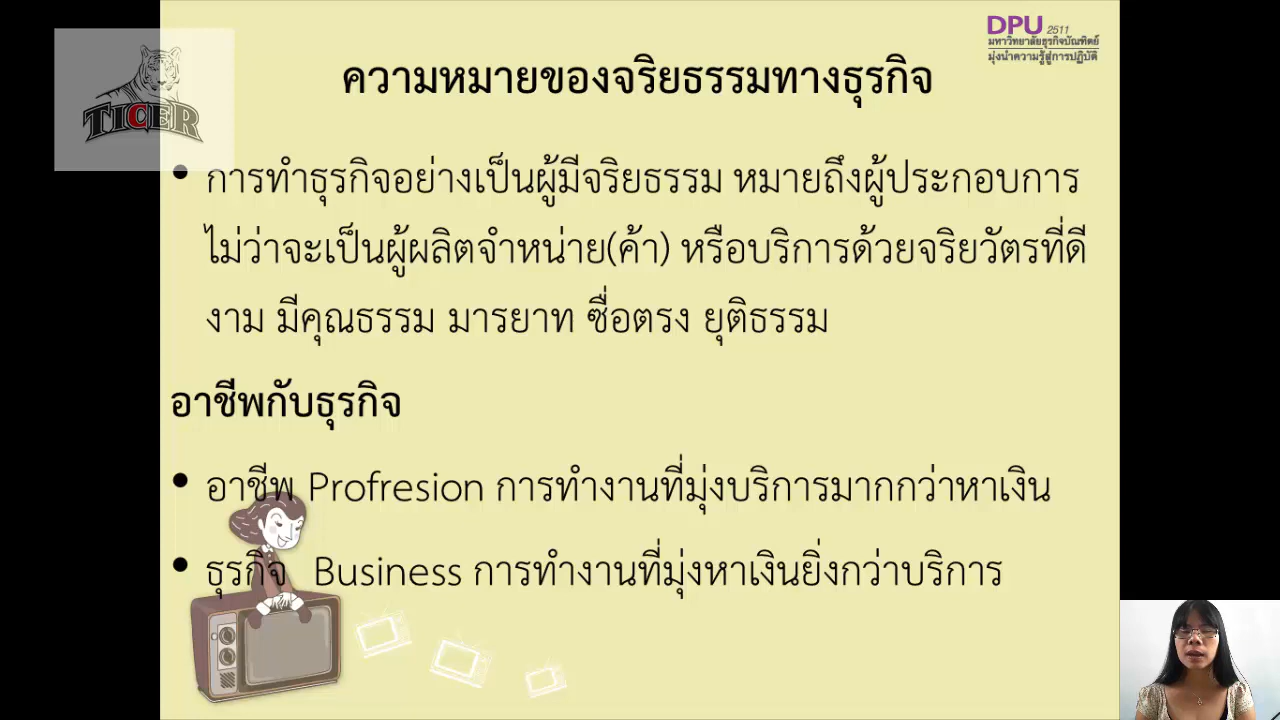 DPU 2511
มหาวิทยาลัยธุรกิจบัณฑิตย์
มุ่งนำความรู้สู่การปฏิบัติ
TIGER
ความหมายของจริยธรรมทางธุรกิจ
• การทำธุรกิจอย่างเป็นผู้มีจริยธรรม หมายถึงผู้ประกอบการ
ไม่ว่าจะเป็นผู้ผลิตจำหน่าย(ค้า) หรือบริการด้วยจริยวัตรที่ดี
งาม มีคุณธรรม มารยาท ซื่อตรง ยุติธรรม
อาชีพกับธุรกิจ
• อาชีพ Profresion การทำงานที่มุ่งบริการมากกว่าหาเงิน
• ธุรกิจ Business การทำงานที่มุ่งหาเงินยิ่งกว่าบริการ